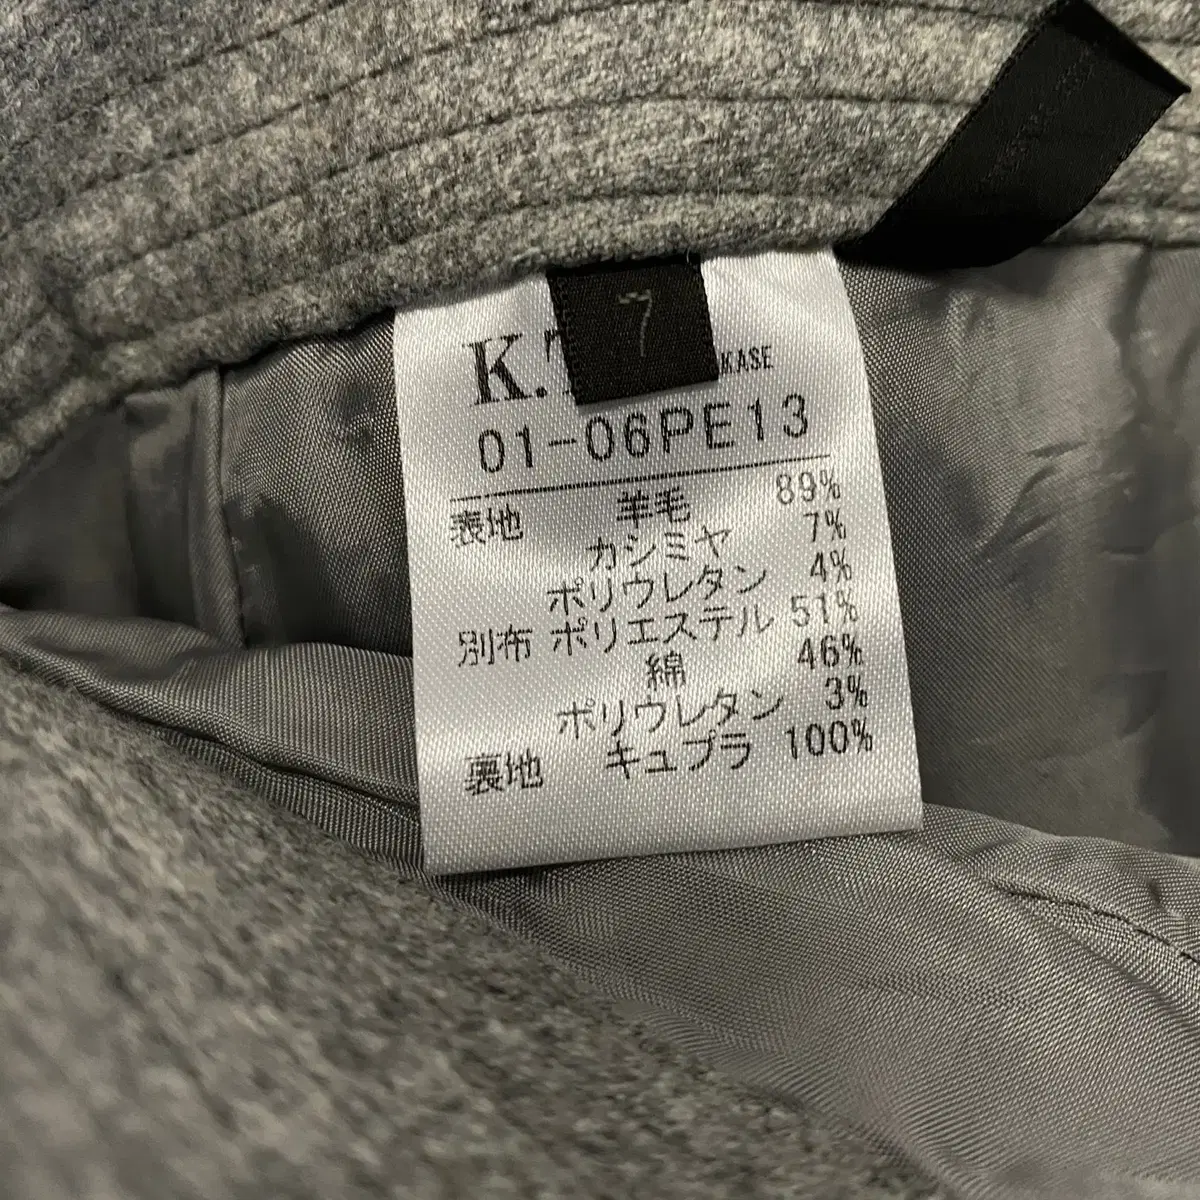 7
K.T
KASE
01-06PE13
表地 羊毛 89%
カシミヤ 7%
ポリウレタン 4%
別布 ポリエステル 51%
綿 46%
ポリウレタン 3%
裏地 キュプラ 100%